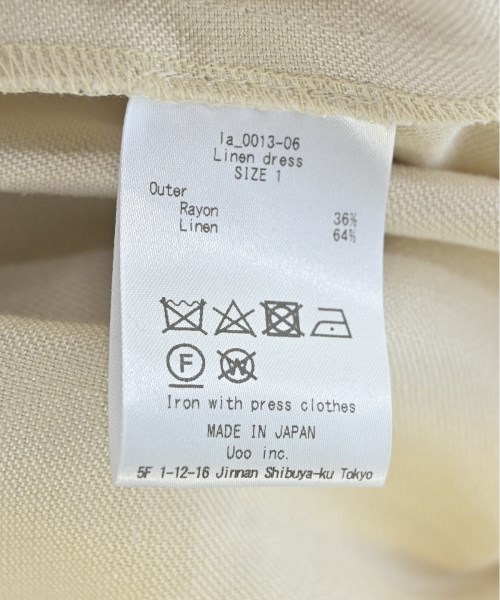 la_0013-06
Linen dress
SIZE 1
Outer
Rayon 36%
Linen 64%
F W
Iron with press clothes
MADE IN JAPAN
Uoo inc.
5F 1-12-16 Jinnan Shibuya-ku Tokyo